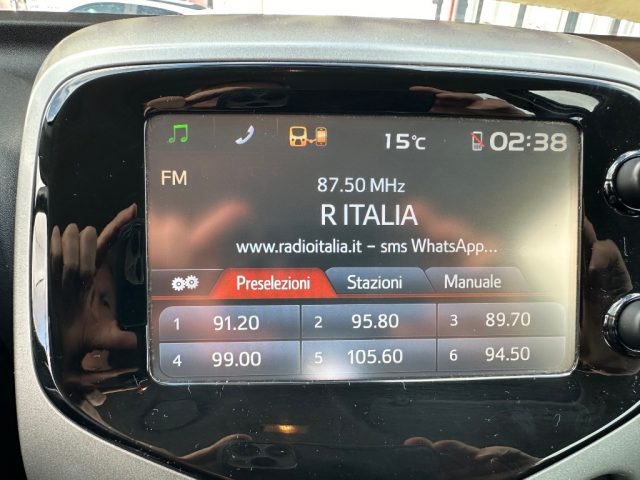 15°C 02:38
FM
87.50 MHz
R ITALIA
www.radioitalia.it - sms WhatsApp...
Preselezioni Stazioni Manuale
1 91.20 2 95.80 3 89.70
4 99.00 5 105.60 6 94.50